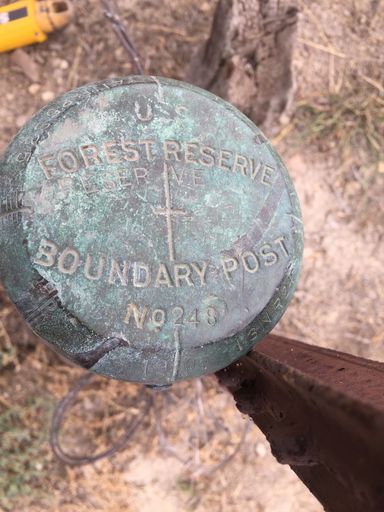 U S
FOREST RESERVE
RESERVE
BOUNDARY POST
No 248